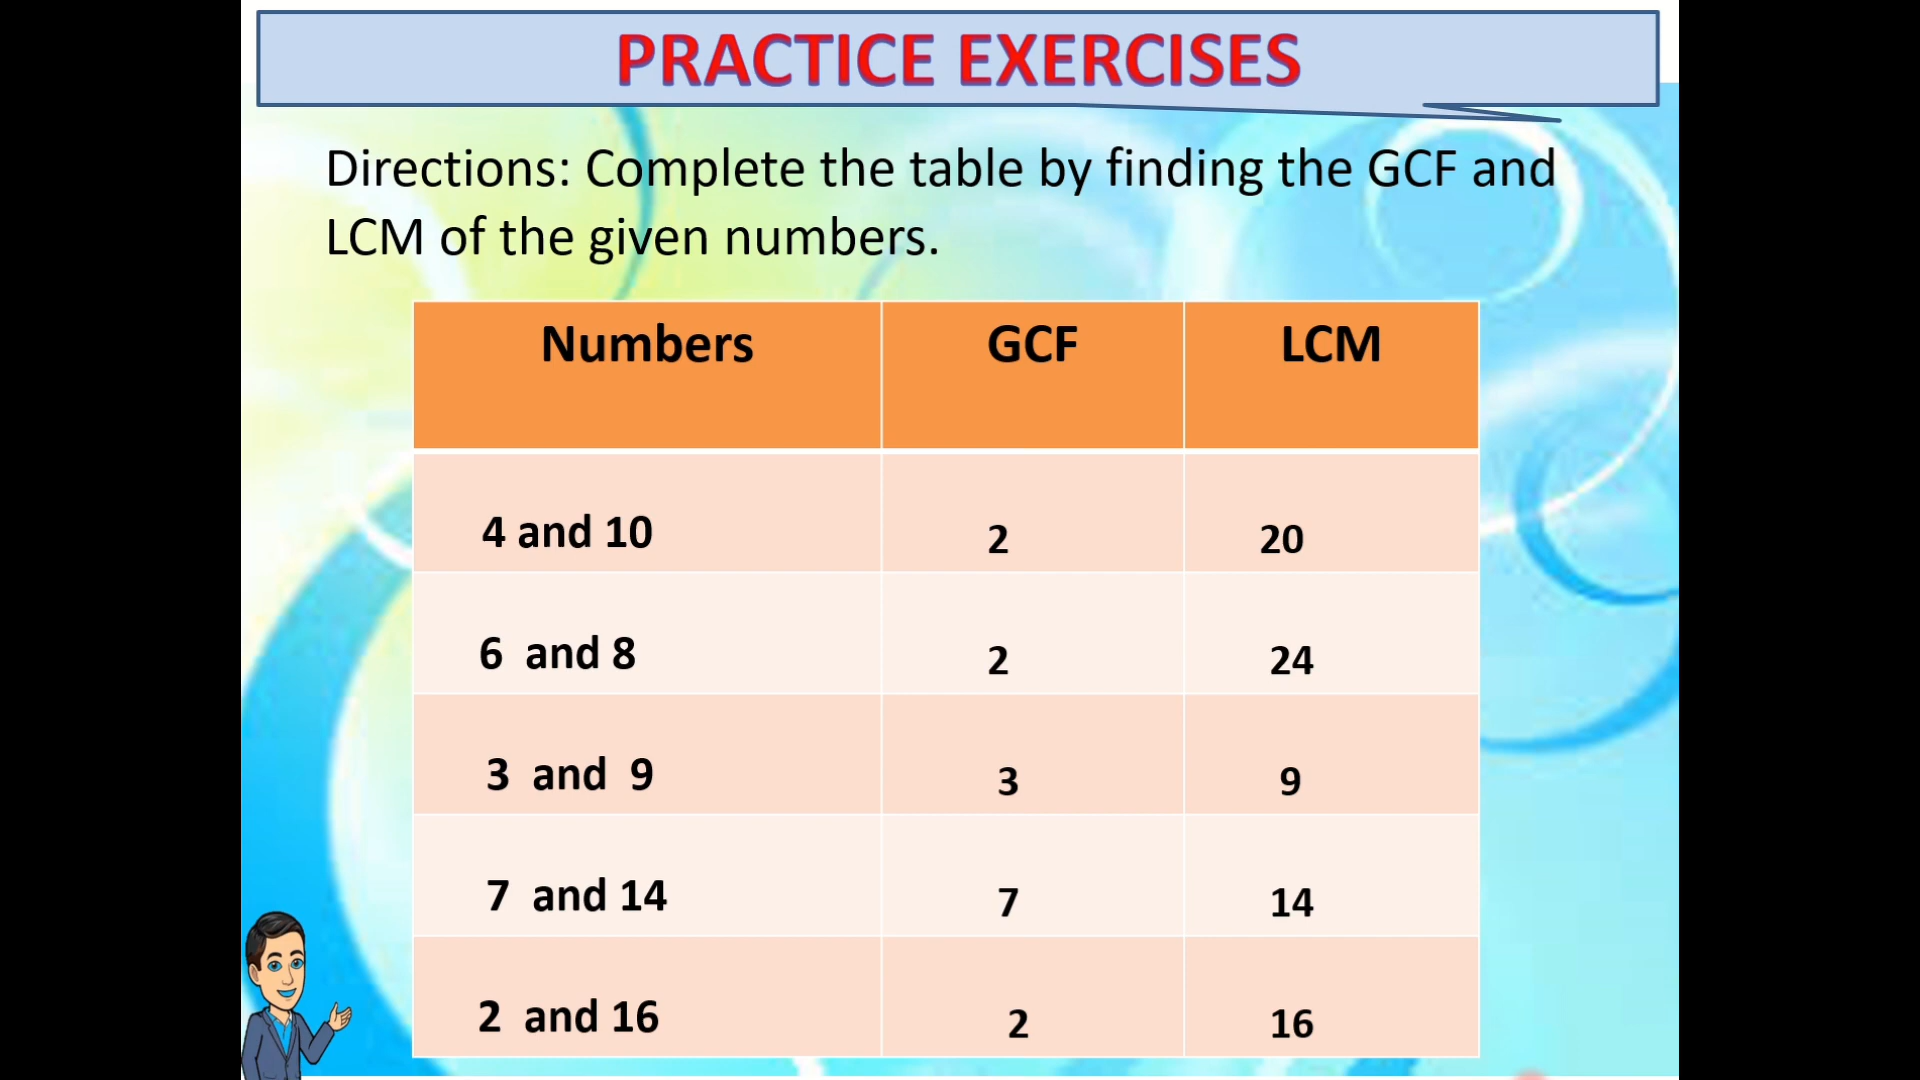 PRACTICE EXERCISES
Directions: Complete the table by finding the GCF and
LCM of the given numbers.
Numbers GCF LCM
4 and 10 2 20
6 and 8 2 24
3 and 9 3 9
7 and 14 7 14
2 and 16 2 16